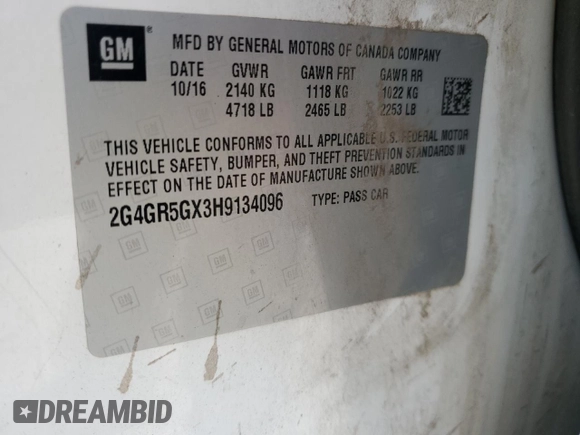 GM
MFD BY GENERAL MOTORS OF CANADA COMPANY
DATE GVWR GAWR FRT GAWR RR
10/16 2140 KG 1118 KG 1022 KG
4718 LB 2465 LB 2253 LB
THIS VEHICLE CONFORMS TO ALL APPLICABLE U.S. FEDERAL MOTOR
VEHICLE SAFETY, BUMPER, AND THEFT PREVENTION STANDARDS IN
EFFECT ON THE DATE OF MANUFACTURE SHOWN ABOVE.
2G4GR5GX3H9134096 TYPE: PASS CAR
DREAMBID